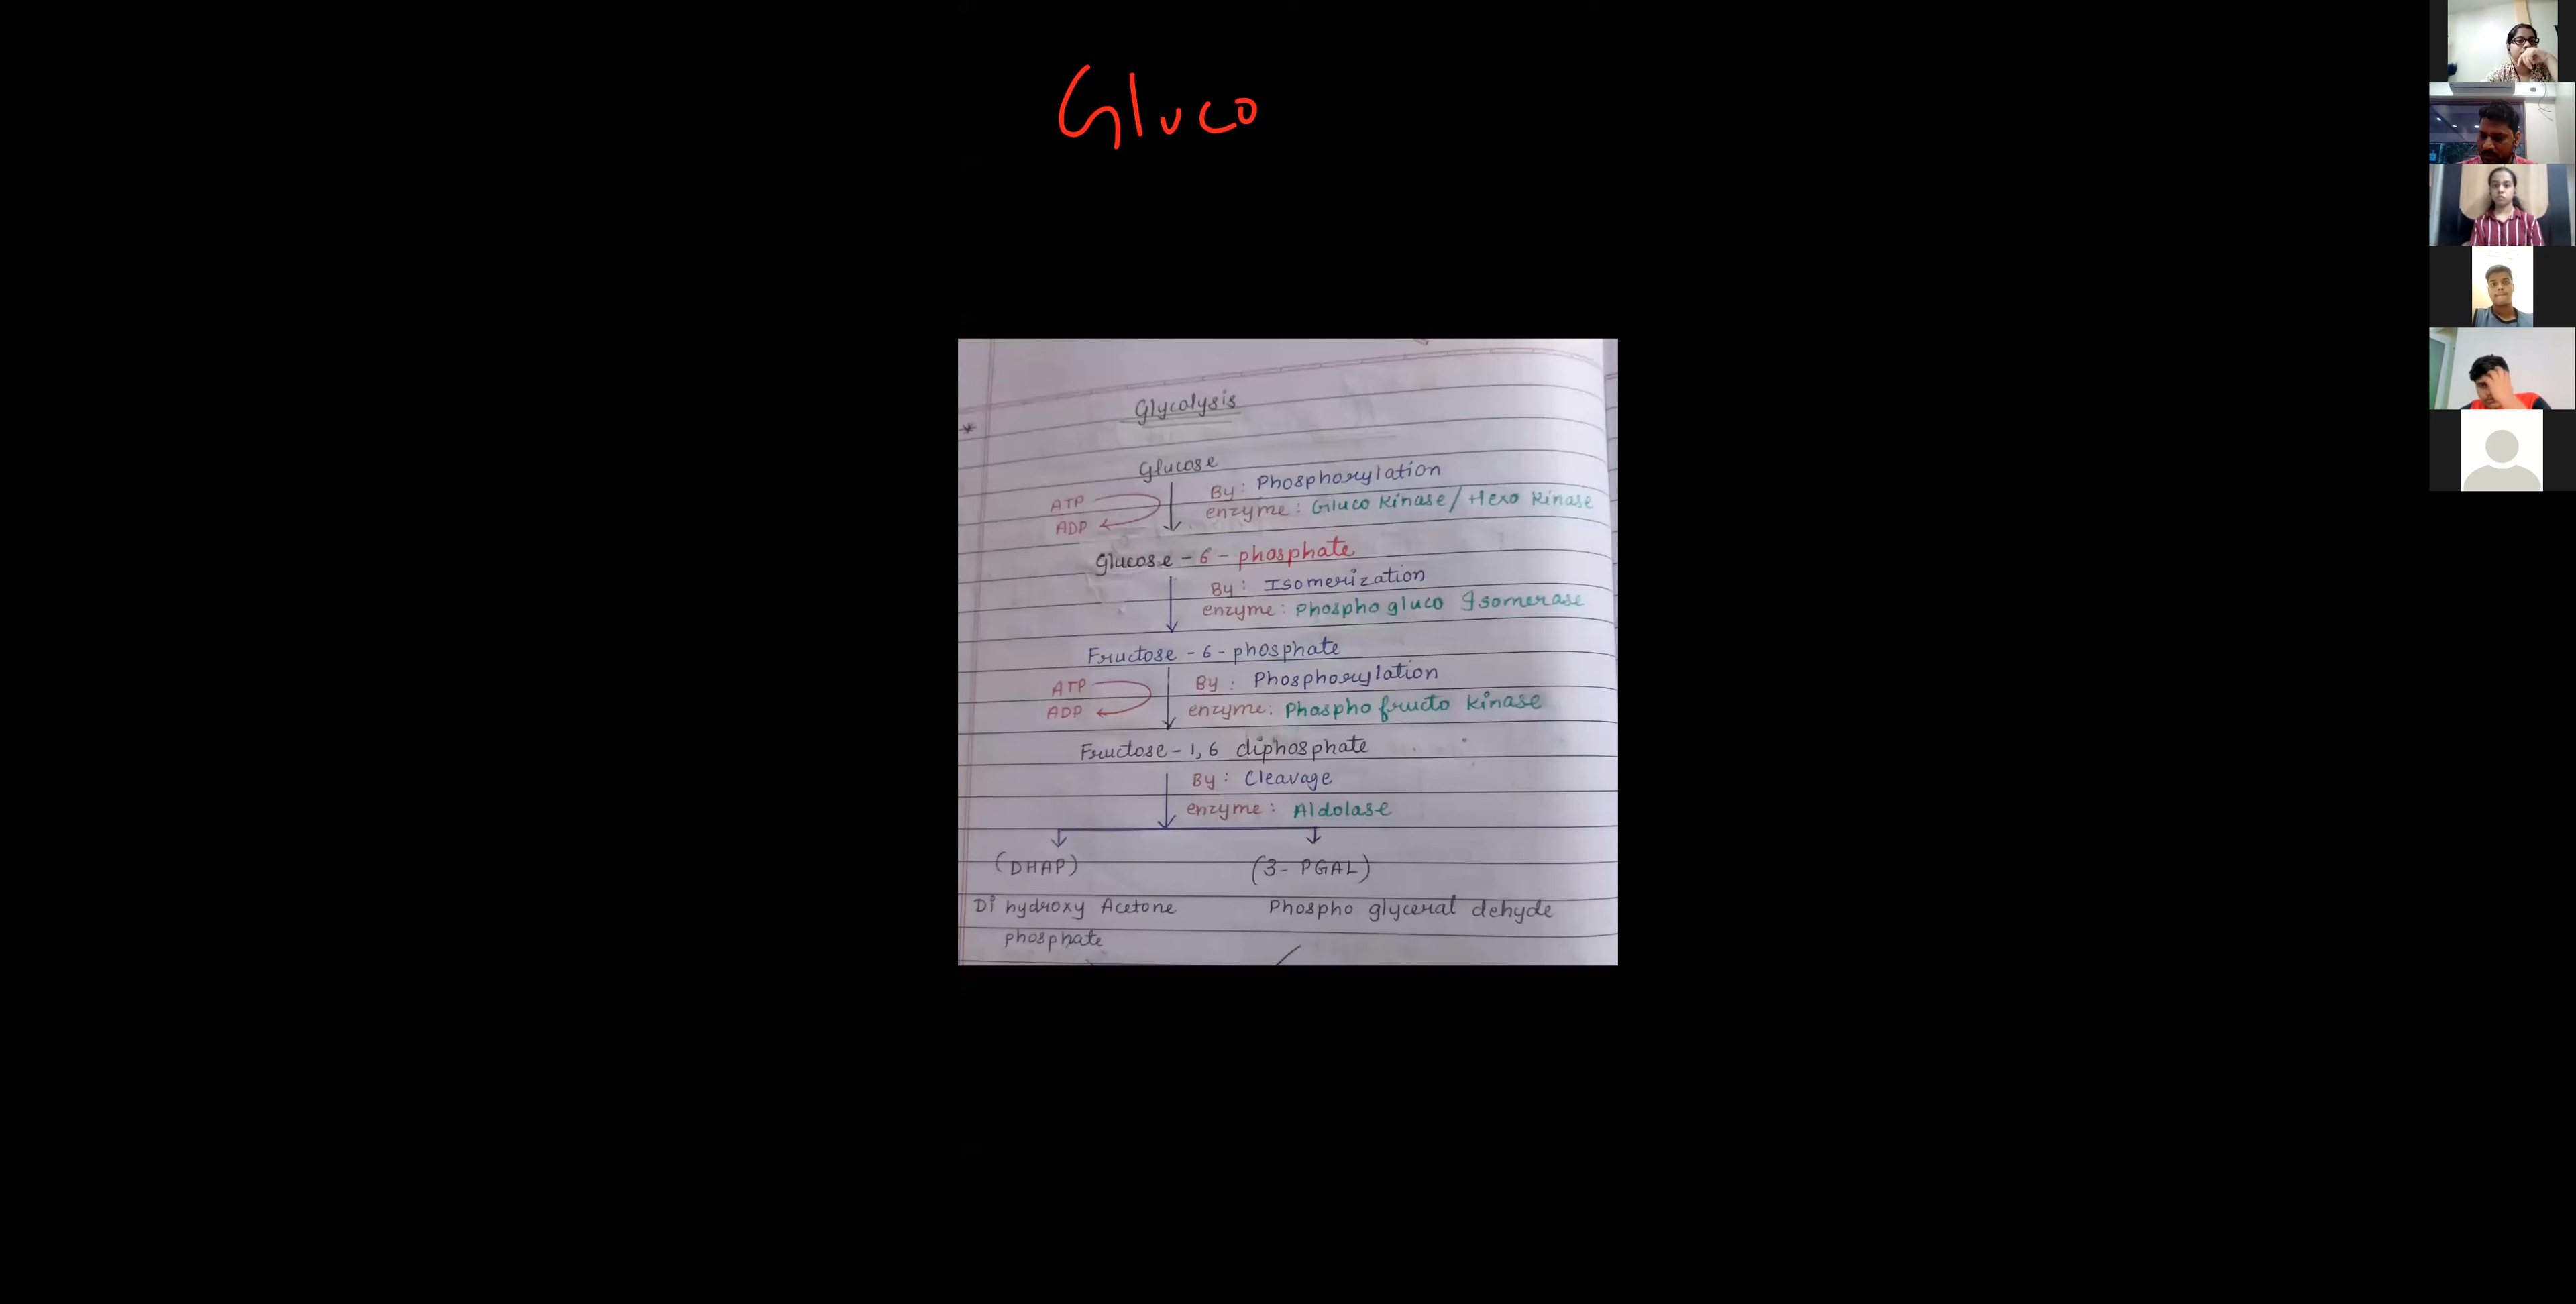 Gluco
Glycolysis
*
Glucose
ATP
ADP
By: Phosphorylation
enzyme: Gluco Kinase/ Hexo Kinase
Glucose - 6 - phosphate
By: Isomerization
enzyme: Phospho gluco Isomerase
Fructose - 6 - phosphate
ATP
ADP
By: Phosphorylation
enzyme: Phospho fructo kinase
Fructose - 1,6 diphosphate
By: Cleavage
enzyme: Aldolase
(DHAP)
(3- PGAL)
Di hydroxy Acetone
phosphate
Phospho glyceral dehyde